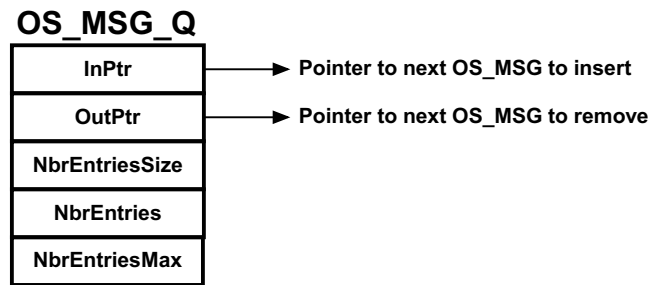 OS_MSG_Q
InPtr
Pointer to next OS_MSG to insert
OutPtr
Pointer to next OS_MSG to remove
NbrEntriesSize
NbrEntries
NbrEntriesMax